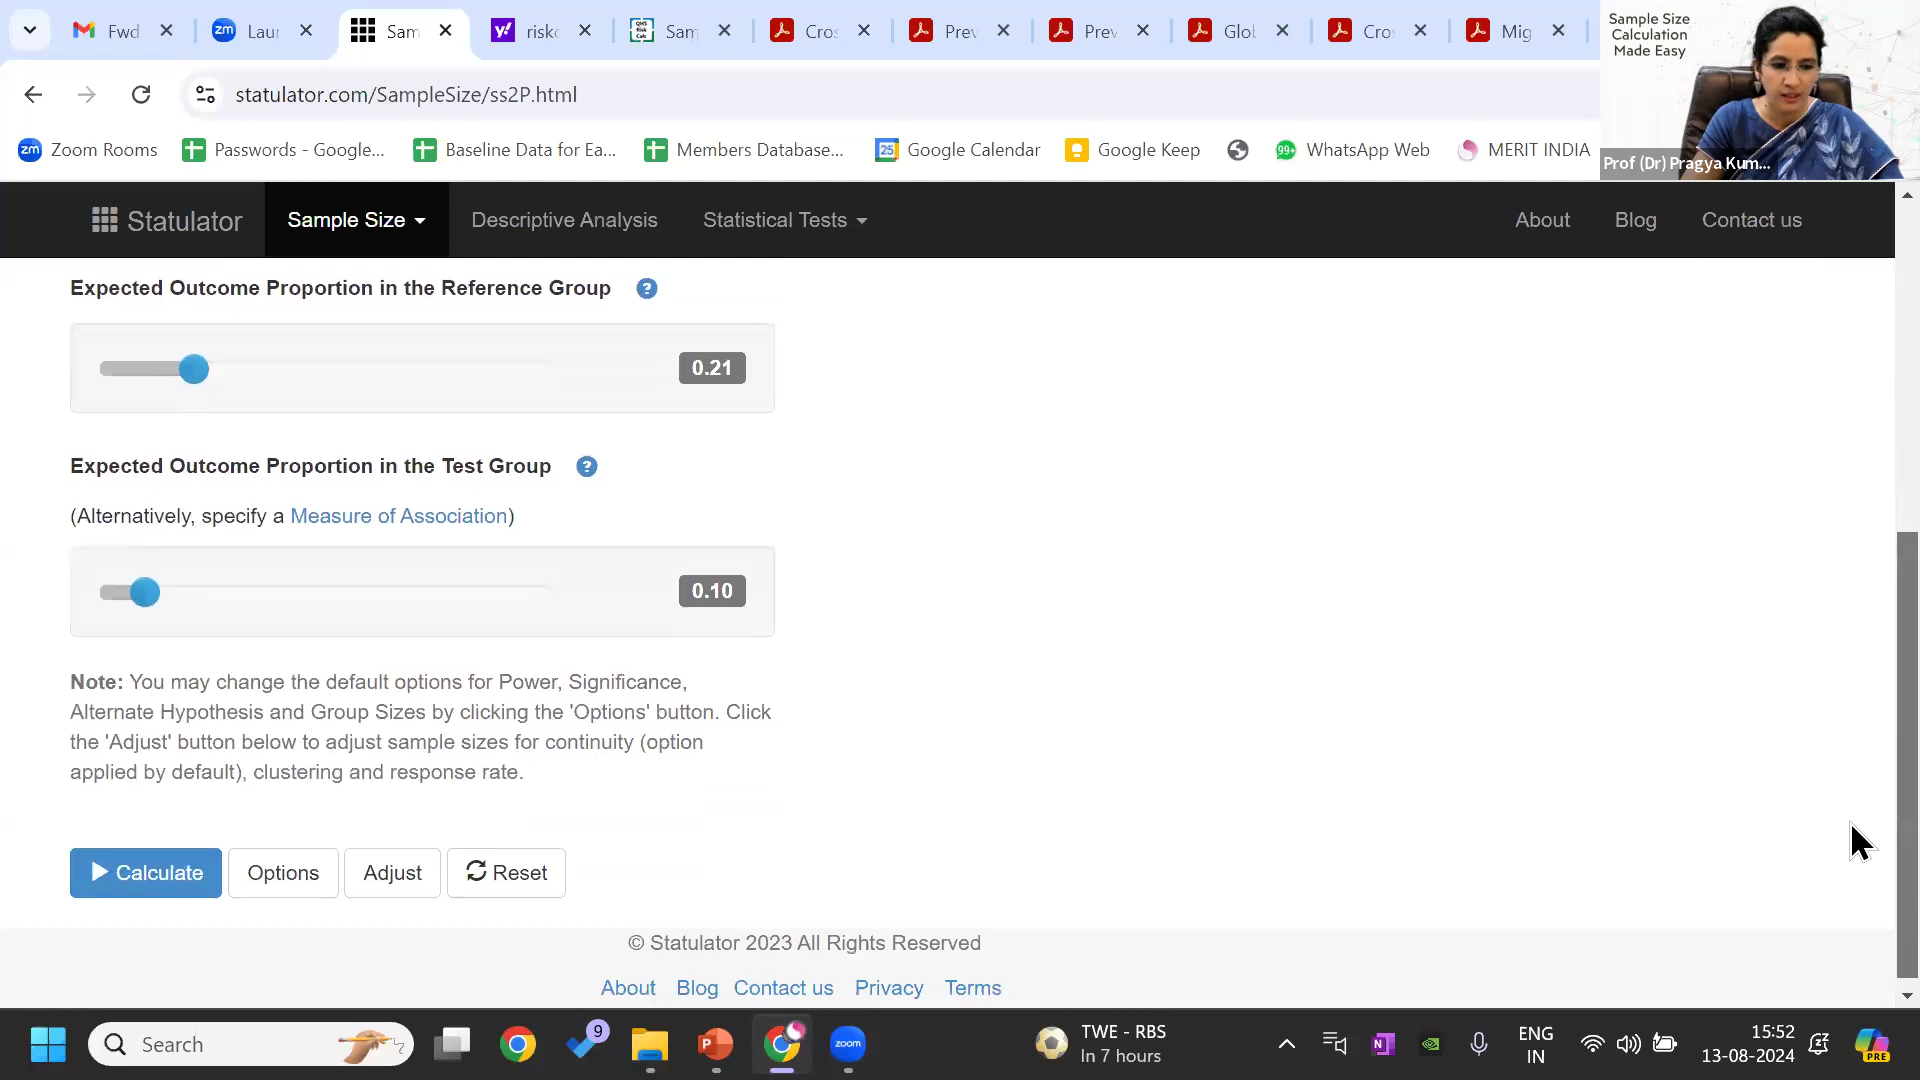 Fwd
Lau
Sam
risk
Sam
Cros
Prev
Prev
Glol
Cro
Mig
Sample Size
Calculation
Made Easy
statulator.com/SampleSize/ss2P.html
Zoom Rooms
Passwords - Google...
Baseline Data for Ea...
Members Database...
Google Calendar
Google Keep
WhatsApp Web
MERIT INDIA
Prof (Dr) Pragya Kum...
Statulator
Sample Size
Descriptive Analysis
Statistical Tests
About
Blog
Contact us
Expected Outcome Proportion in the Reference Group ?
0.21
Expected Outcome Proportion in the Test Group ?
(Alternatively, specify a Measure of Association)
0.10
Note: You may change the default options for Power, Significance,
Alternate Hypothesis and Group Sizes by clicking the 'Options' button. Click
the 'Adjust' button below to adjust sample sizes for continuity (option
applied by default), clustering and response rate.
Calculate
Options
Adjust
Reset
© Statulator 2023 All Rights Reserved
About Blog Contact us Privacy Terms
Search
9
zoom
TWE - RBS
In 7 hours
ENG
IN
15:52
13-08-2024
PRE